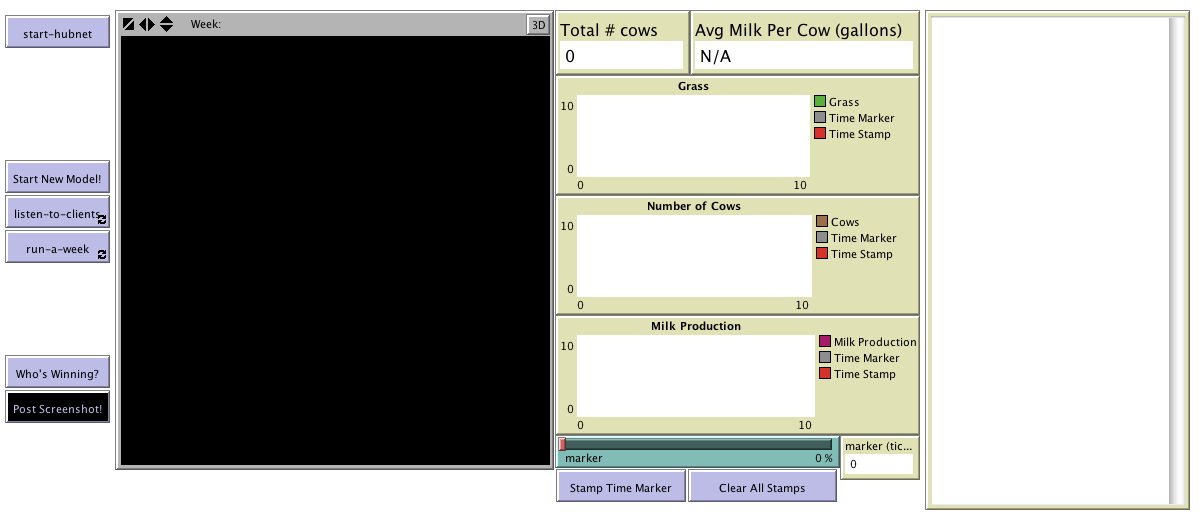 start-hubnet
Start New Model!
listen-to-clients
run-a-week
Who's Winning?
Post Screenshot!
Week:
3D
Total # cows
0
Avg Milk Per Cow (gallons)
N/A
Grass
10
0
0
10
Grass
Time Marker
Time Stamp
Number of Cows
10
0
0
10
Cows
Time Marker
Time Stamp
Milk Production
10
0
0
10
Milk Production
Time Marker
Time Stamp
marker
0 %
marker (tic...
0
Stamp Time Marker
Clear All Stamps